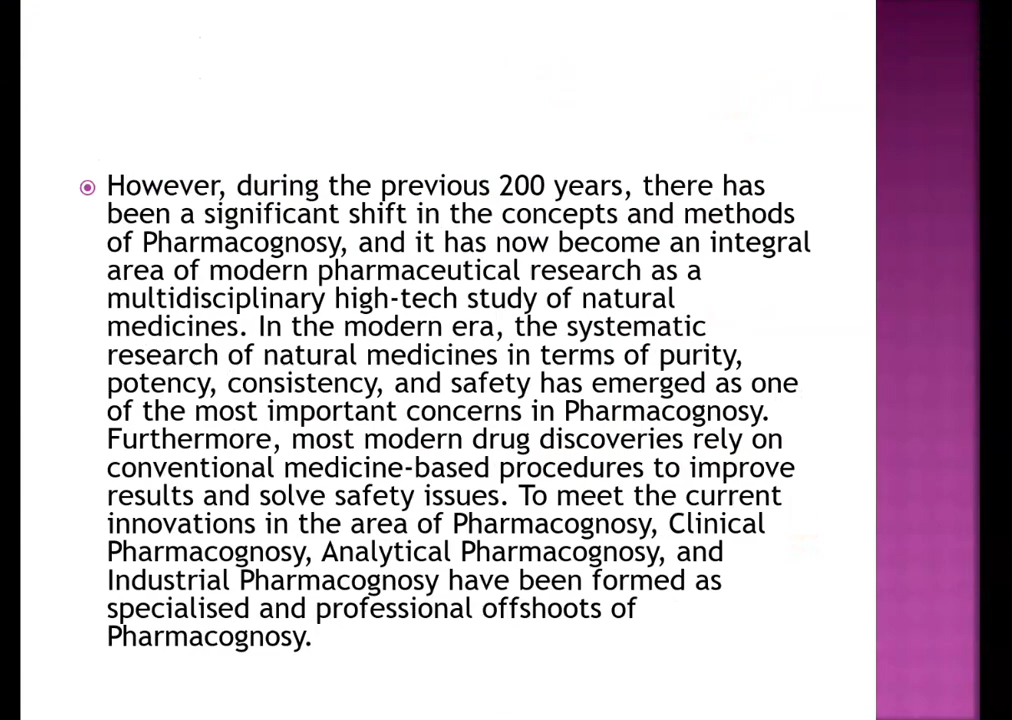 However, during the previous 200 years, there has
been a significant shift in the concepts and methods
of Pharmacognosy, and it has now become an integral
area of modern pharmaceutical research as a
multidisciplinary high-tech study of natural
medicines. In the modern era, the systematic
research of natural medicines in terms of purity,
potency, consistency, and safety has emerged as one
of the most important concerns in Pharmacognosy.
Furthermore, most modern drug discoveries rely on
conventional medicine-based procedures to improve
results and solve safety issues. To meet the current
innovations in the area of Pharmacognosy, Clinical
Pharmacognosy, Analytical Pharmacognosy, and
Industrial Pharmacognosy have been formed as
specialised and professional offshoots of
Pharmacognosy.